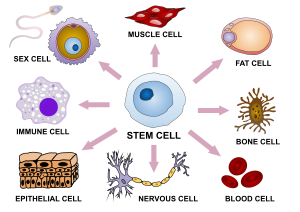 MUSCLE CELL
SEX CELL
FAT CELL
IMMUNE CELL
STEM CELL
BONE CELL
EPITHELIAL CELL
NERVOUS CELL
BLOOD CELL